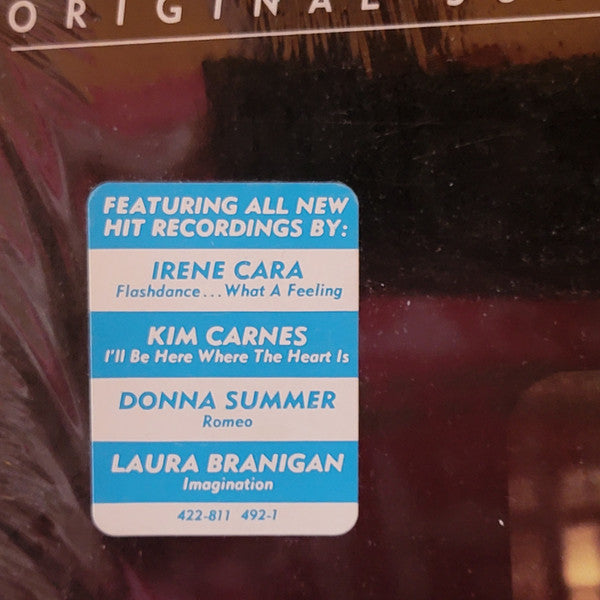 ORIGINAL
FEATURING ALL NEW
HIT RECORDINGS BY:
IRENE CARA
Flashdance...What A Feeling
KIM CARNES
I'll Be Here Where The Heart Is
DONNA SUMMER
Romeo
LAURA BRANIGAN
Imagination
422-811 492-1